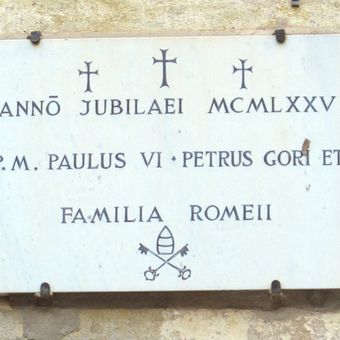 ANNŌ JUBILAEI MCMLXXV
P.M. PAULUS VI · PETRUS GORI ET
FAMILIA ROMEII